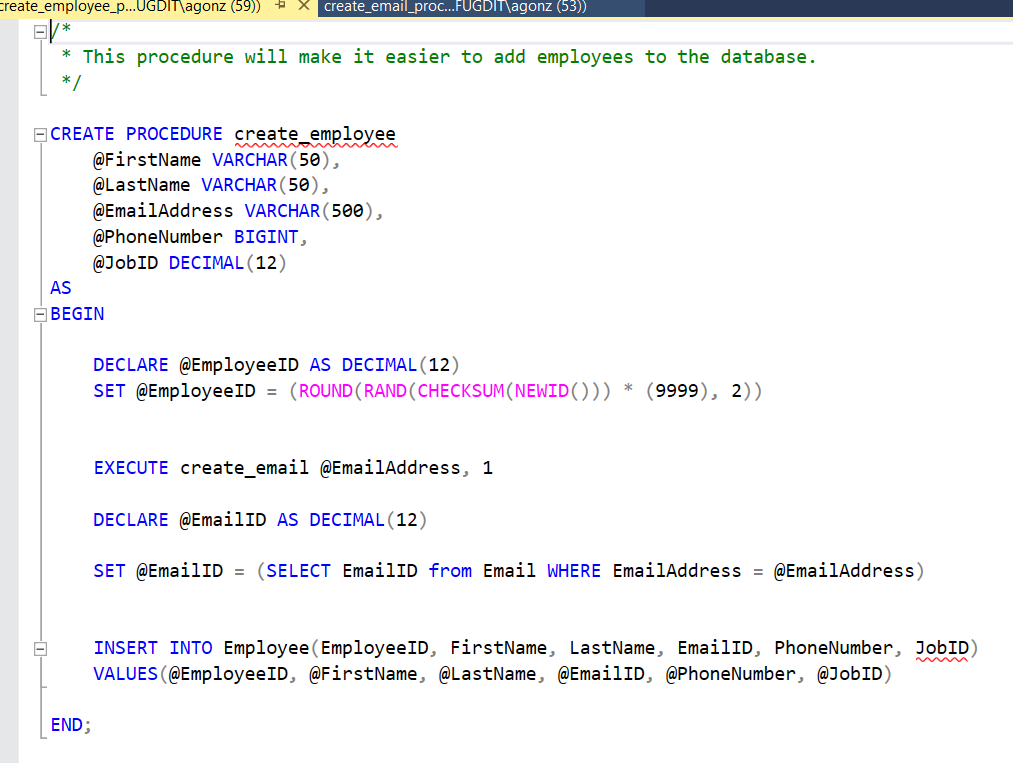 create_employee_p...UGDIT\agonz (59))
create_email_proc...FUGDIT\agonz (53))
/*
 * This procedure will make it easier to add employees to the database.
 */
CREATE PROCEDURE create_employee
    @FirstName VARCHAR(50),
    @LastName VARCHAR(50),
    @EmailAddress VARCHAR(500),
    @PhoneNumber BIGINT,
    @JobID DECIMAL(12)
AS
BEGIN
    DECLARE @EmployeeID AS DECIMAL(12)
    SET @EmployeeID = (ROUND(RAND(CHECKSUM(NEWID())) * (9999), 2))
    EXECUTE create_email @EmailAddress, 1
    DECLARE @EmailID AS DECIMAL(12)
    SET @EmailID = (SELECT EmailID from Email WHERE EmailAddress = @EmailAddress)
    INSERT INTO Employee(EmployeeID, FirstName, LastName, EmailID, PhoneNumber, JobID)
    VALUES(@EmployeeID, @FirstName, @LastName, @EmailID, @PhoneNumber, @JobID)
END;